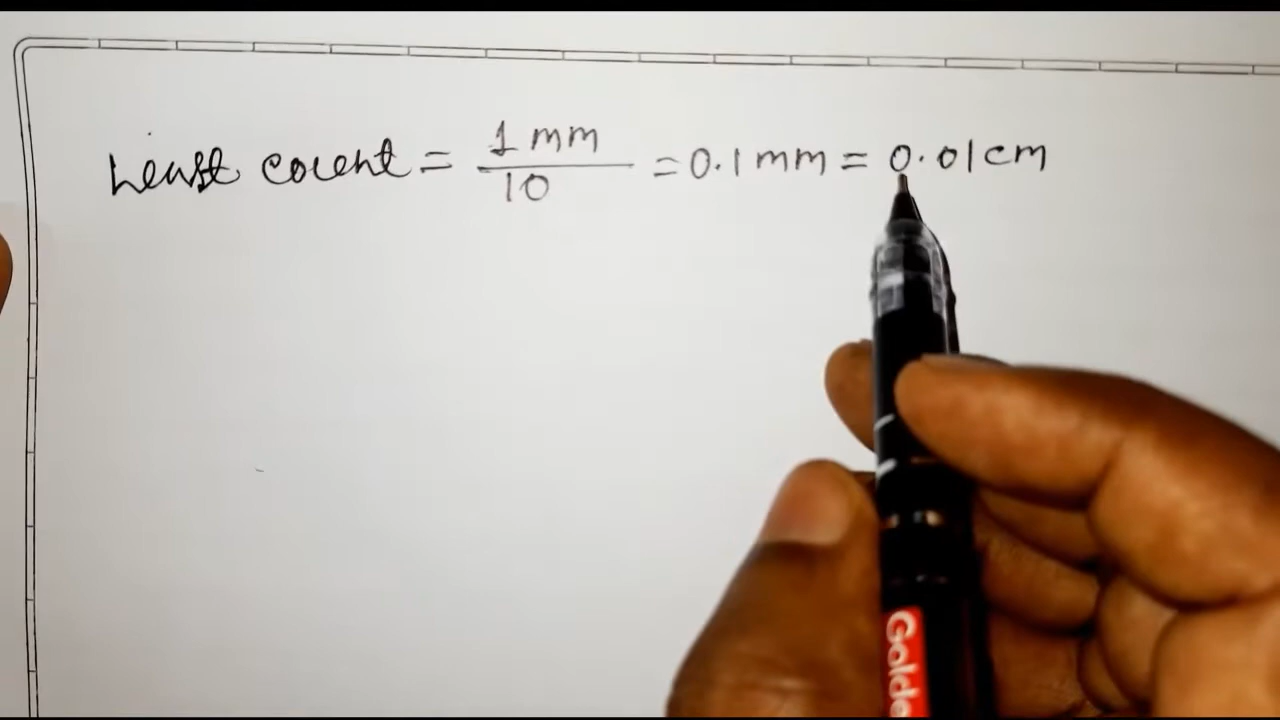 Least count = 1 mm / 10 = 0.1 mm = 0.01 cm
Golde